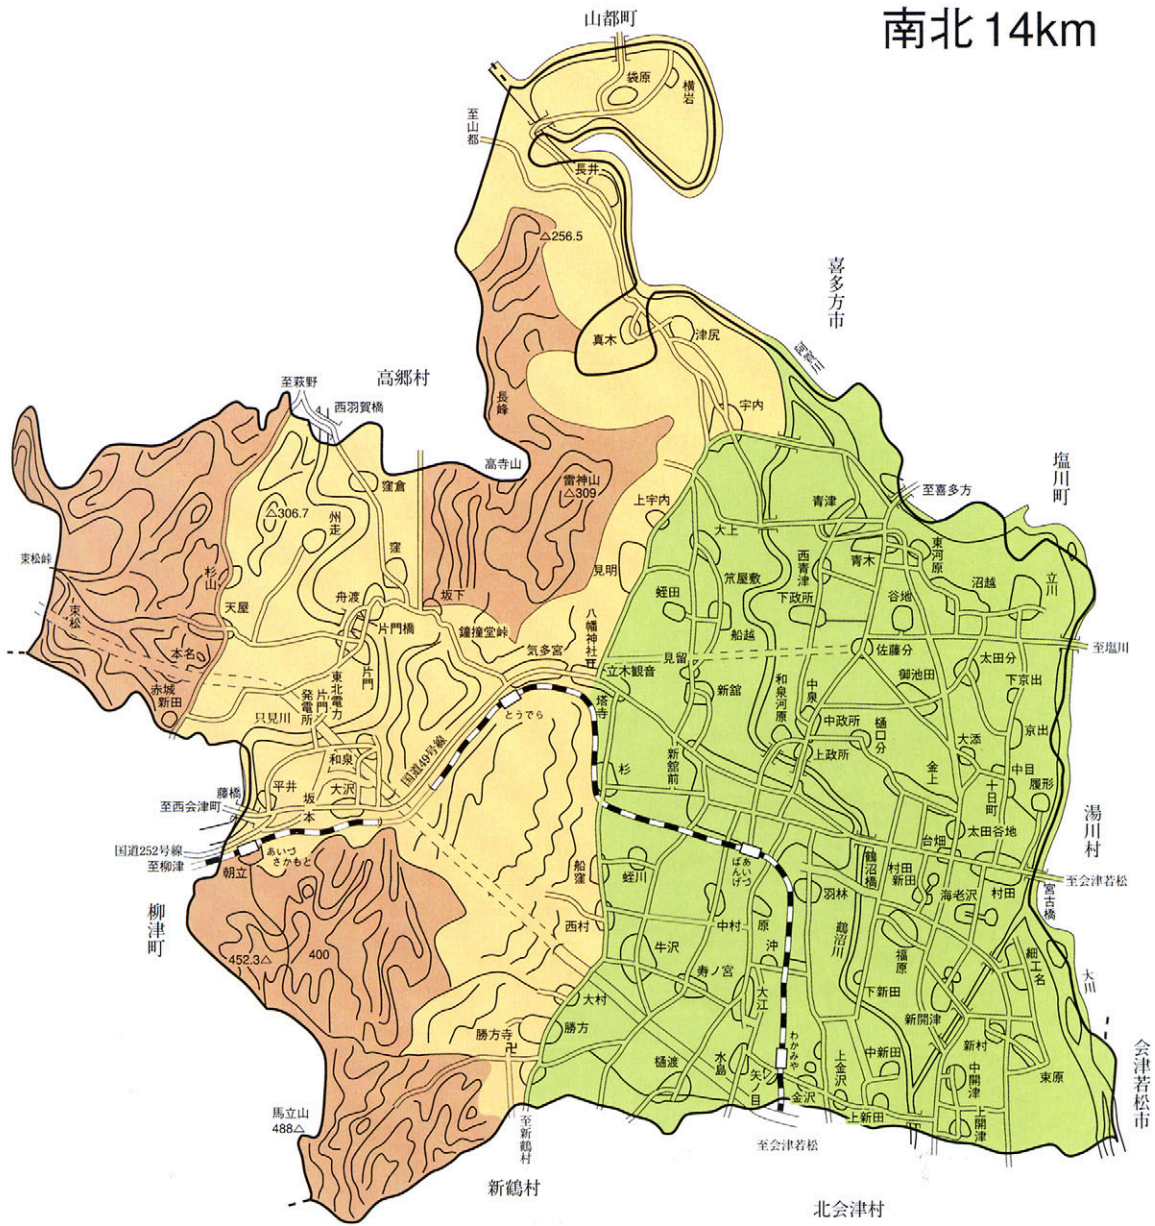 南北14km
山都町
袋原
横岩
至山都
長井
△256.5
喜多方市
真木
津尻
阿賀川
高郷村
至萩野
西羽賀橋
長峰
宇内
高寺山
雷神山
△309
窪倉
△306.7
州走
上宇内
青津
至喜多方
塩川町
大上
東河原
束松峠
杉山
窪
見明
笊屋敷
西青津
青木
沼越
立川
束松
天屋
舟渡
坂下
蛭田
下政所
谷地
片門橋
鐘撞堂峠
八幡神社
船越
本名
気多宮
見留
佐藤分
至塩川
片門
立木観音
太田分
赤城新田
東北電力
片門
発電所
塔寺
新舘
和泉河原
中泉
御池田
下京出
只見川
とうでら
中政所
樋口分
京出
和泉
国道49号線
新舘前
上政所
大添
金上
中目
平井
大沢
杉
十日町
履形
藤橋
坂本
至西会津町
湯川村
国道252号線
至柳津
あいづ
さかもと
朝立
あいづ
ばんげ
台畑
太田谷地
船窪
蛭川
羽林
鶴沼橋
村田新田
海老沢
村田
至会津若松
宮古橋
柳津町
西村
中村
原
鶴沼川
452.3△
400
牛沢
沖
福原
細工名
寿ノ宮
大川
大村
大江
下新田
勝方寺
勝方
新開津
わかみや
新村
会津若松市
樋渡
水島
矢ノ目
上金沢
中新田
中開津
東原
馬立山
488△
金沢
上新田
上開津
至新鶴村
至会津若松
新鶴村
北会津村